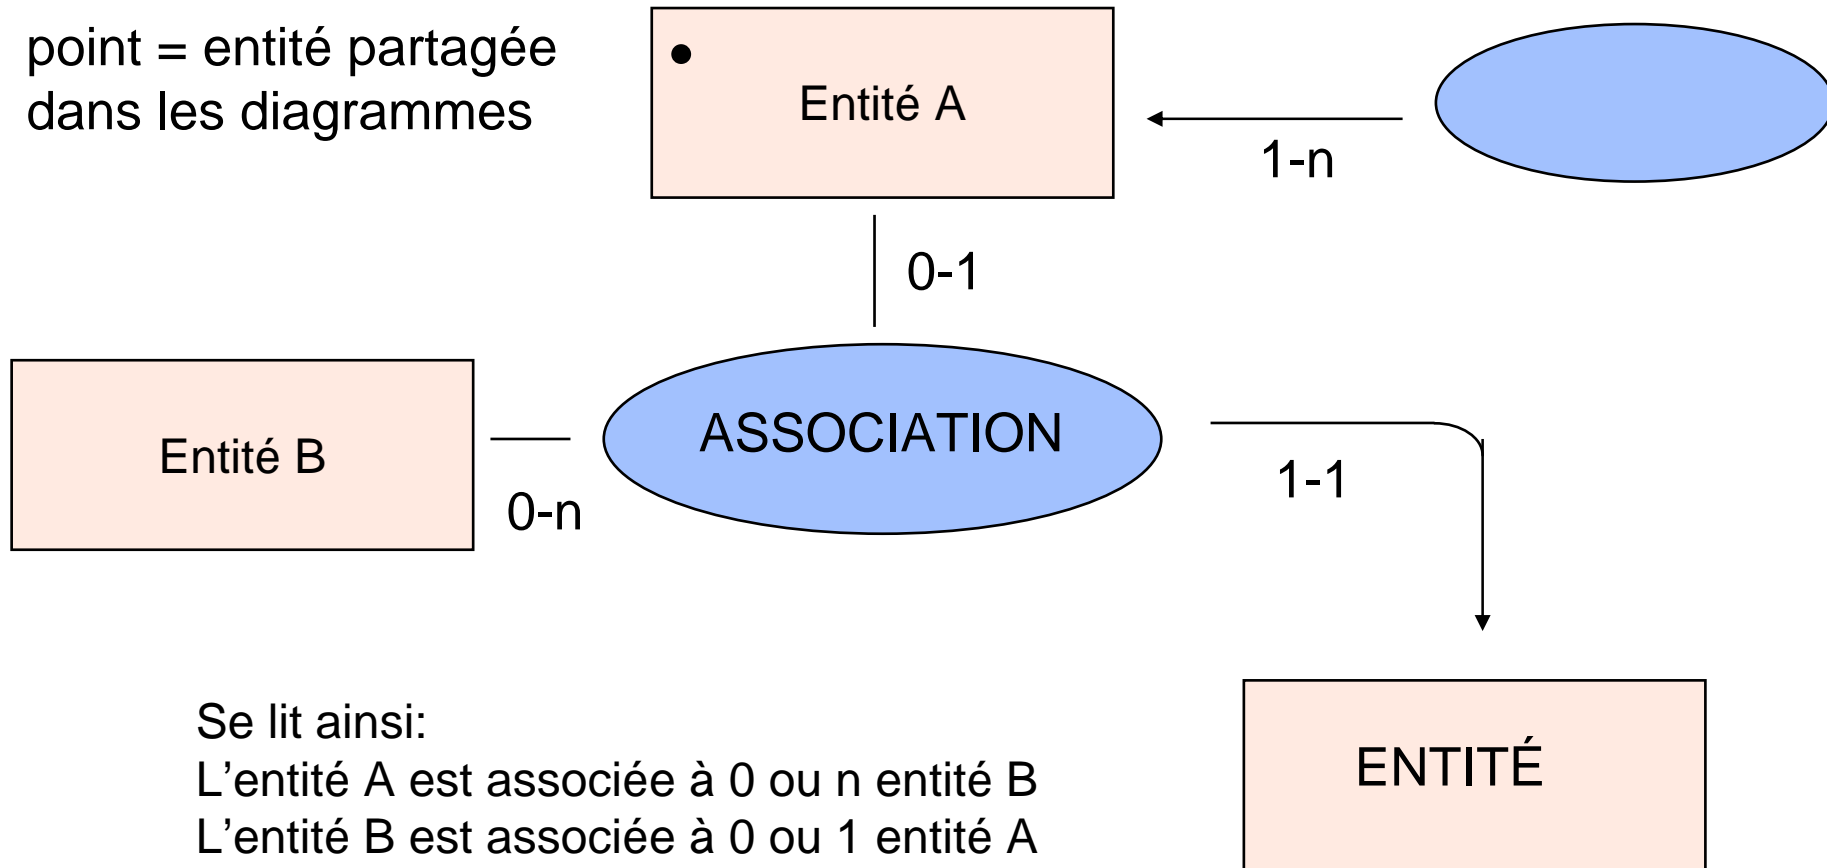 point = entité partagée
dans les diagrammes
Entité A
1-n
0-1
Entité B
0-n
ASSOCIATION
1-1
Se lit ainsi:
L’entité A est associée à 0 ou n entité B
L’entité B est associée à 0 ou 1 entité A
ENTITÉ